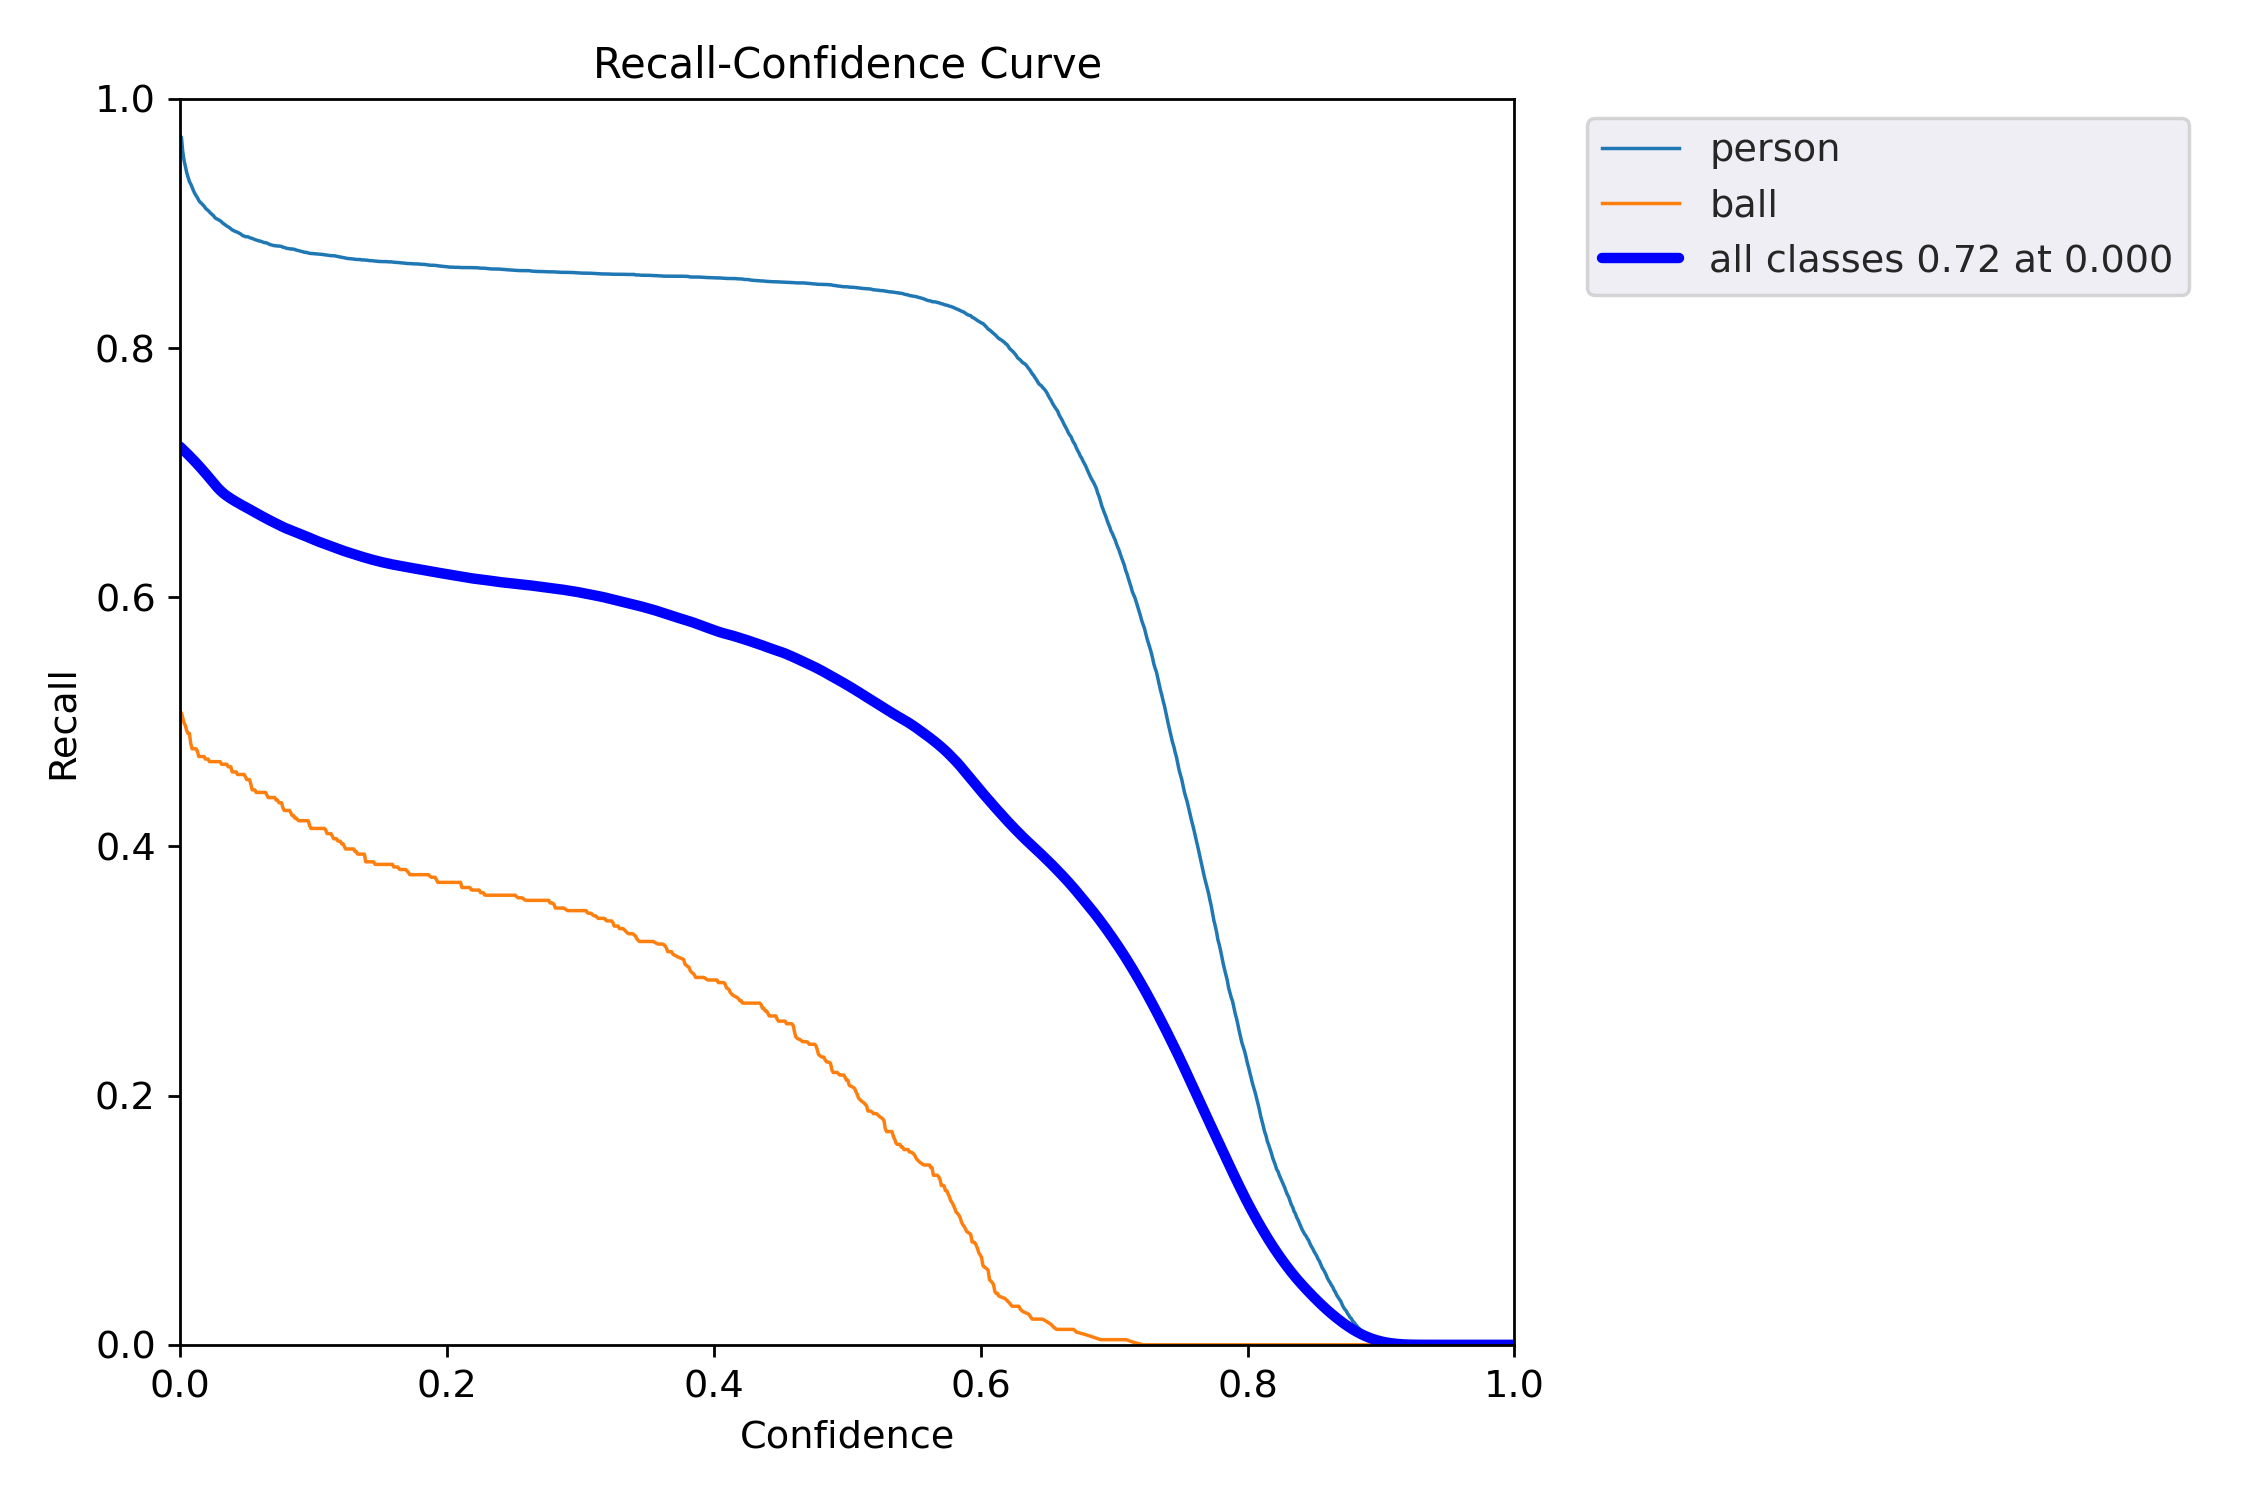 Recall-Confidence Curve
1.0
0.8
0.6
0.4
0.2
0.0
Recall
0.0 0.2 0.4 0.6 0.8 1.0
Confidence
person
ball
all classes 0.72 at 0.000